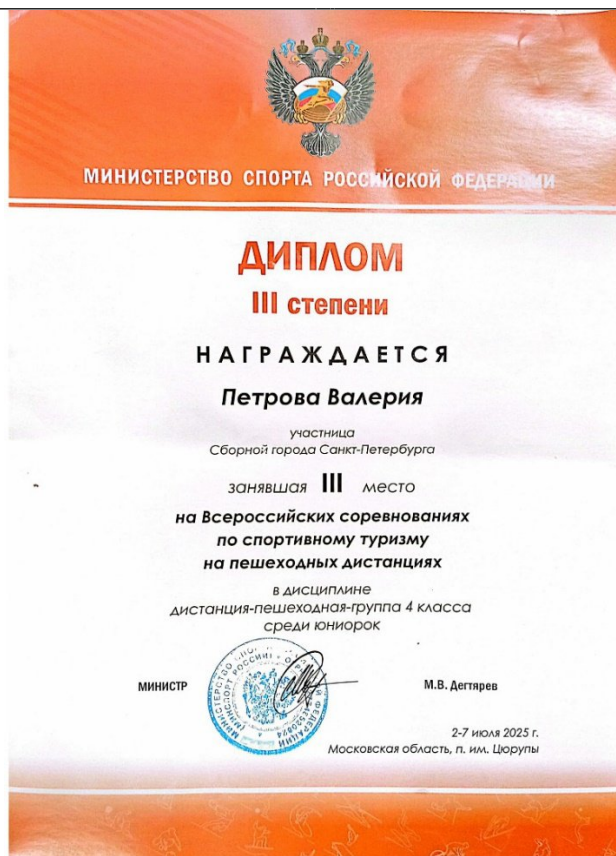 МИНИСТЕРСТВО СПОРТА РОССИЙСКОЙ ФЕДЕРАЦИИ
ДИПЛОМ
III степени
НАГРАЖДАЕТСЯ
Петрова Валерия
участница
Сборной города Санкт-Петербурга
занявшая III место
на Всероссийских соревнованиях
по спортивному туризму
на пешеходных дистанциях
в дисциплине
дистанция-пешеходная-группа 4 класса
среди юниорок
МИНИСТР
М.В. Дегтярев
2-7 июля 2025 г.
Московская область, п. им. Цюрупы